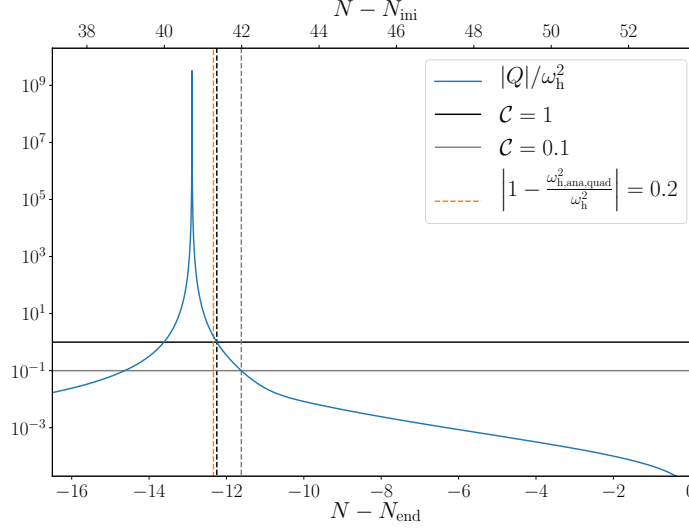 N − N_ini
38 40 42 44 46 48 50 52
10^9
10^7
10^5
10^3
10^1
10^−1
10^−3
|Q|/ω_h^2
𝒞 = 1
𝒞 = 0.1
|1 − ω_{h,ana,quad}^2/ω_h^2| = 0.2
−16 −14 −12 −10 −8 −6 −4 −2 0
N − N_end